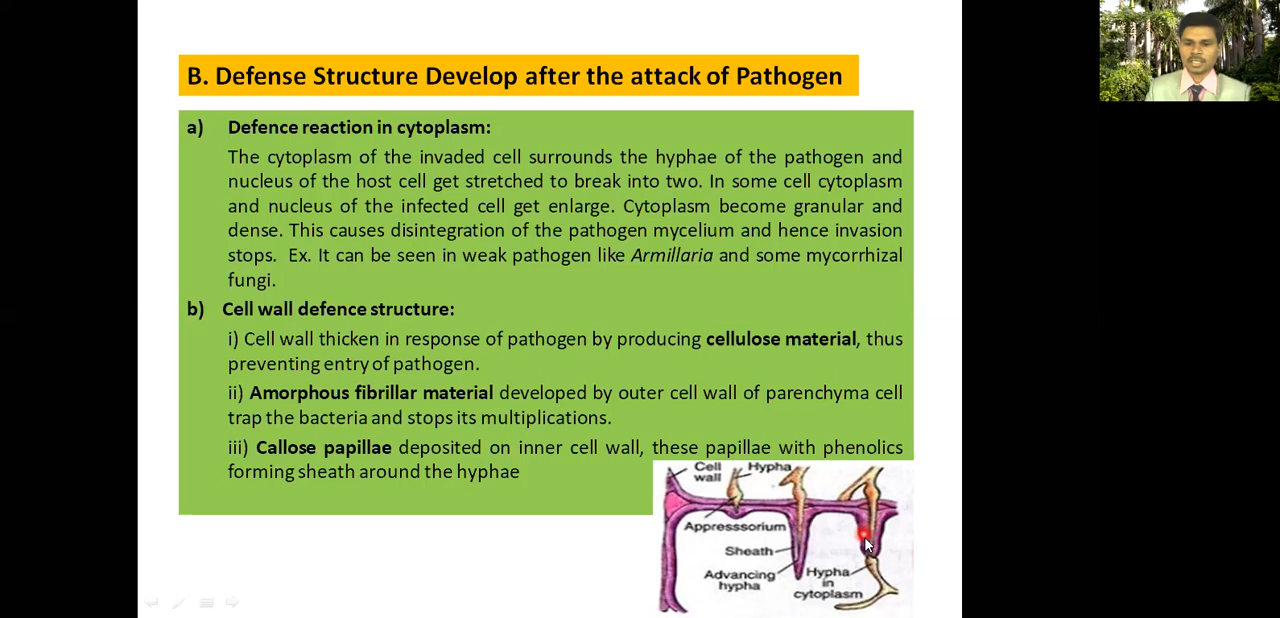 B. Defense Structure Develop after the attack of Pathogen
a) Defence reaction in cytoplasm:
The cytoplasm of the invaded cell surrounds the hyphae of the pathogen and
nucleus of the host cell get stretched to break into two. In some cell cytoplasm
and nucleus of the infected cell get enlarge. Cytoplasm become granular and
dense. This causes disintegration of the pathogen mycelium and hence invasion
stops. Ex. It can be seen in weak pathogen like Armillaria and some mycorrhizal
fungi.
b) Cell wall defence structure:
i) Cell wall thicken in response of pathogen by producing cellulose material, thus
preventing entry of pathogen.
ii) Amorphous fibrillar material developed by outer cell wall of parenchyma cell
trap the bacteria and stops its multiplications.
iii) Callose papillae deposited on inner cell wall, these papillae with phenolics
forming sheath around the hyphae
Cell
wall
Hypha
Appresssorium
Sheath
Advancing
hypha
Hypha
in
cytoplasm